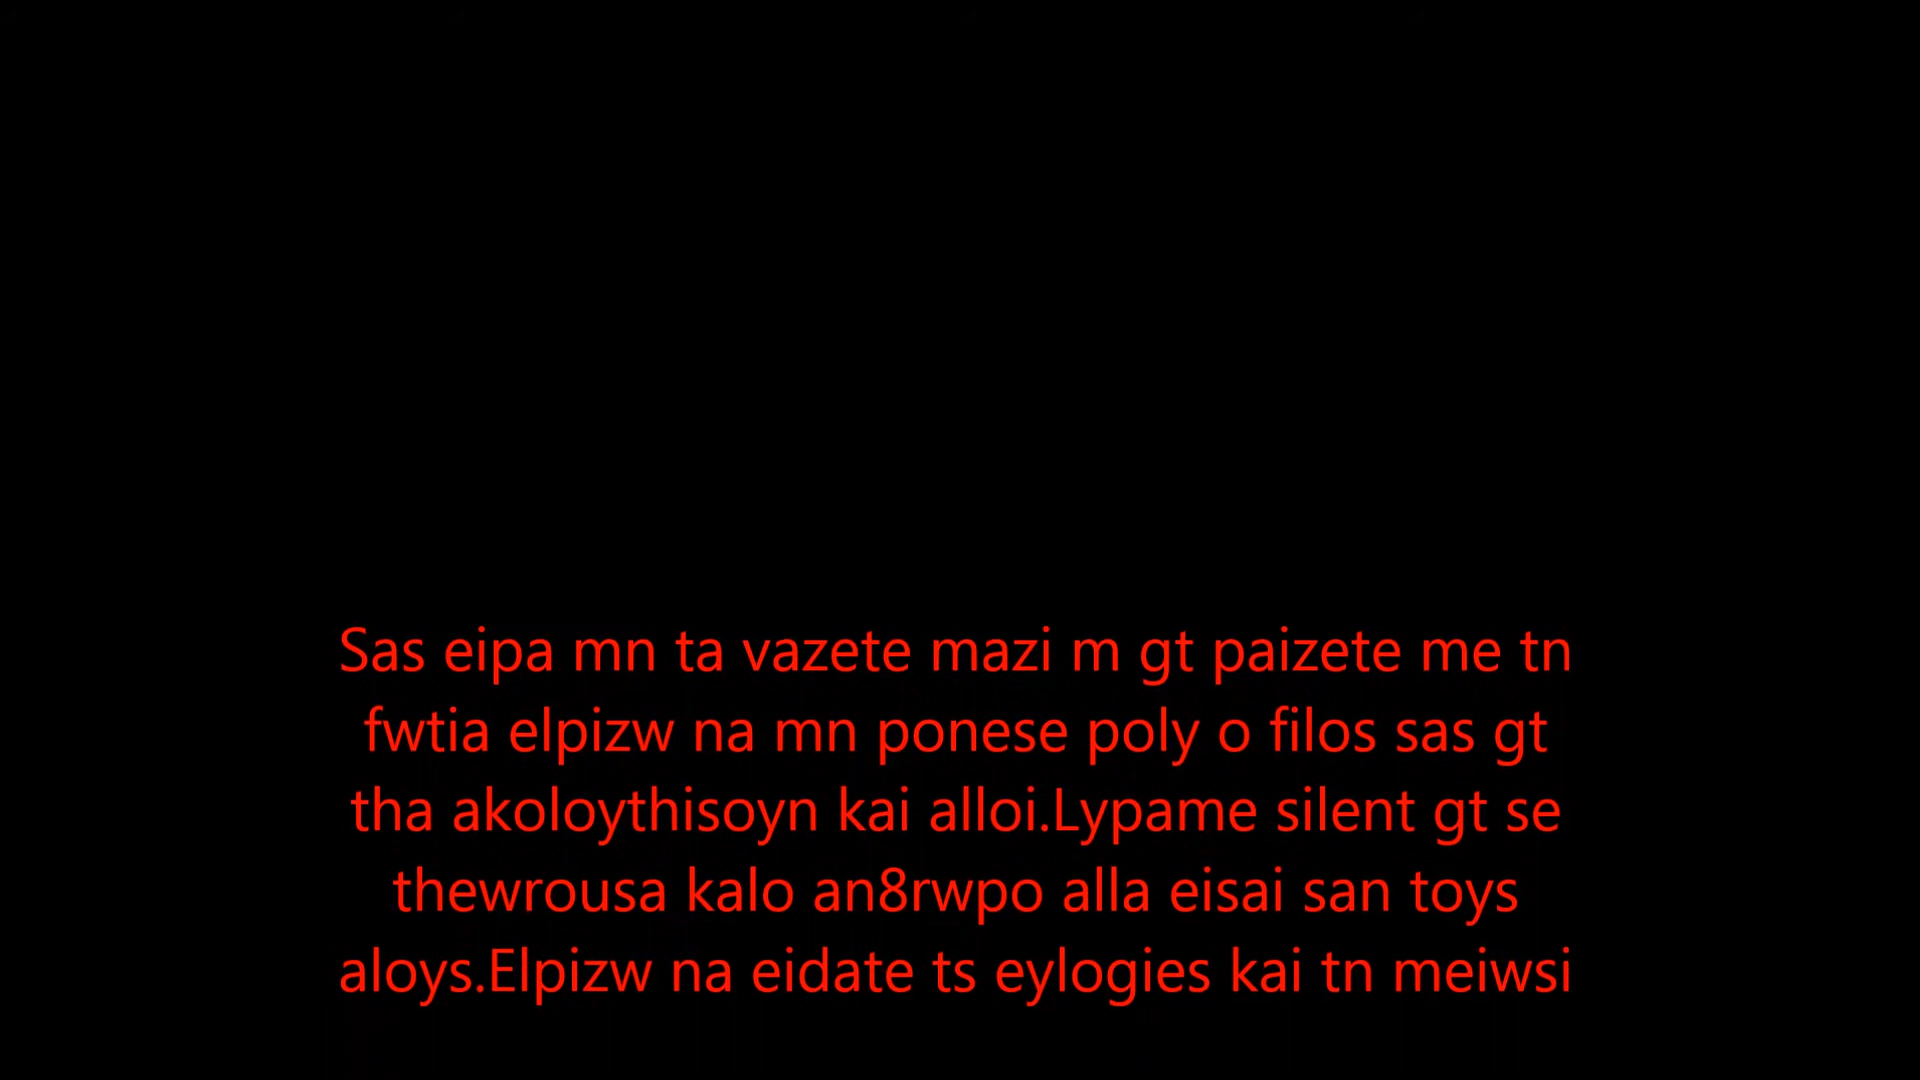 Sas eipa mn ta vazete mazi m gt paizete me tn
fwtia elpizw na mn ponese poly o filos sas gt
tha akoloythisoyn kai alloi.Lypame silent gt se
thewrousa kalo an8rwpo alla eisai san toys
aloys.Elpizw na eidate ts eylogies kai tn meiwsi